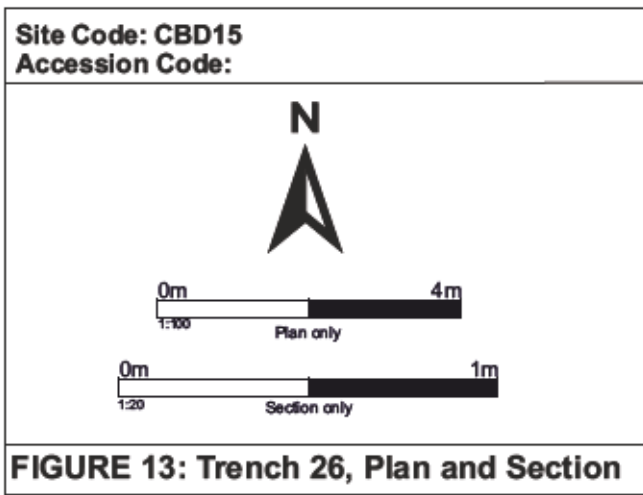 Site Code: CBD15
Accession Code:
N
0m 4m
1:100 Plan only
0m 1m
1:20 Section only
FIGURE 13: Trench 26, Plan and Section